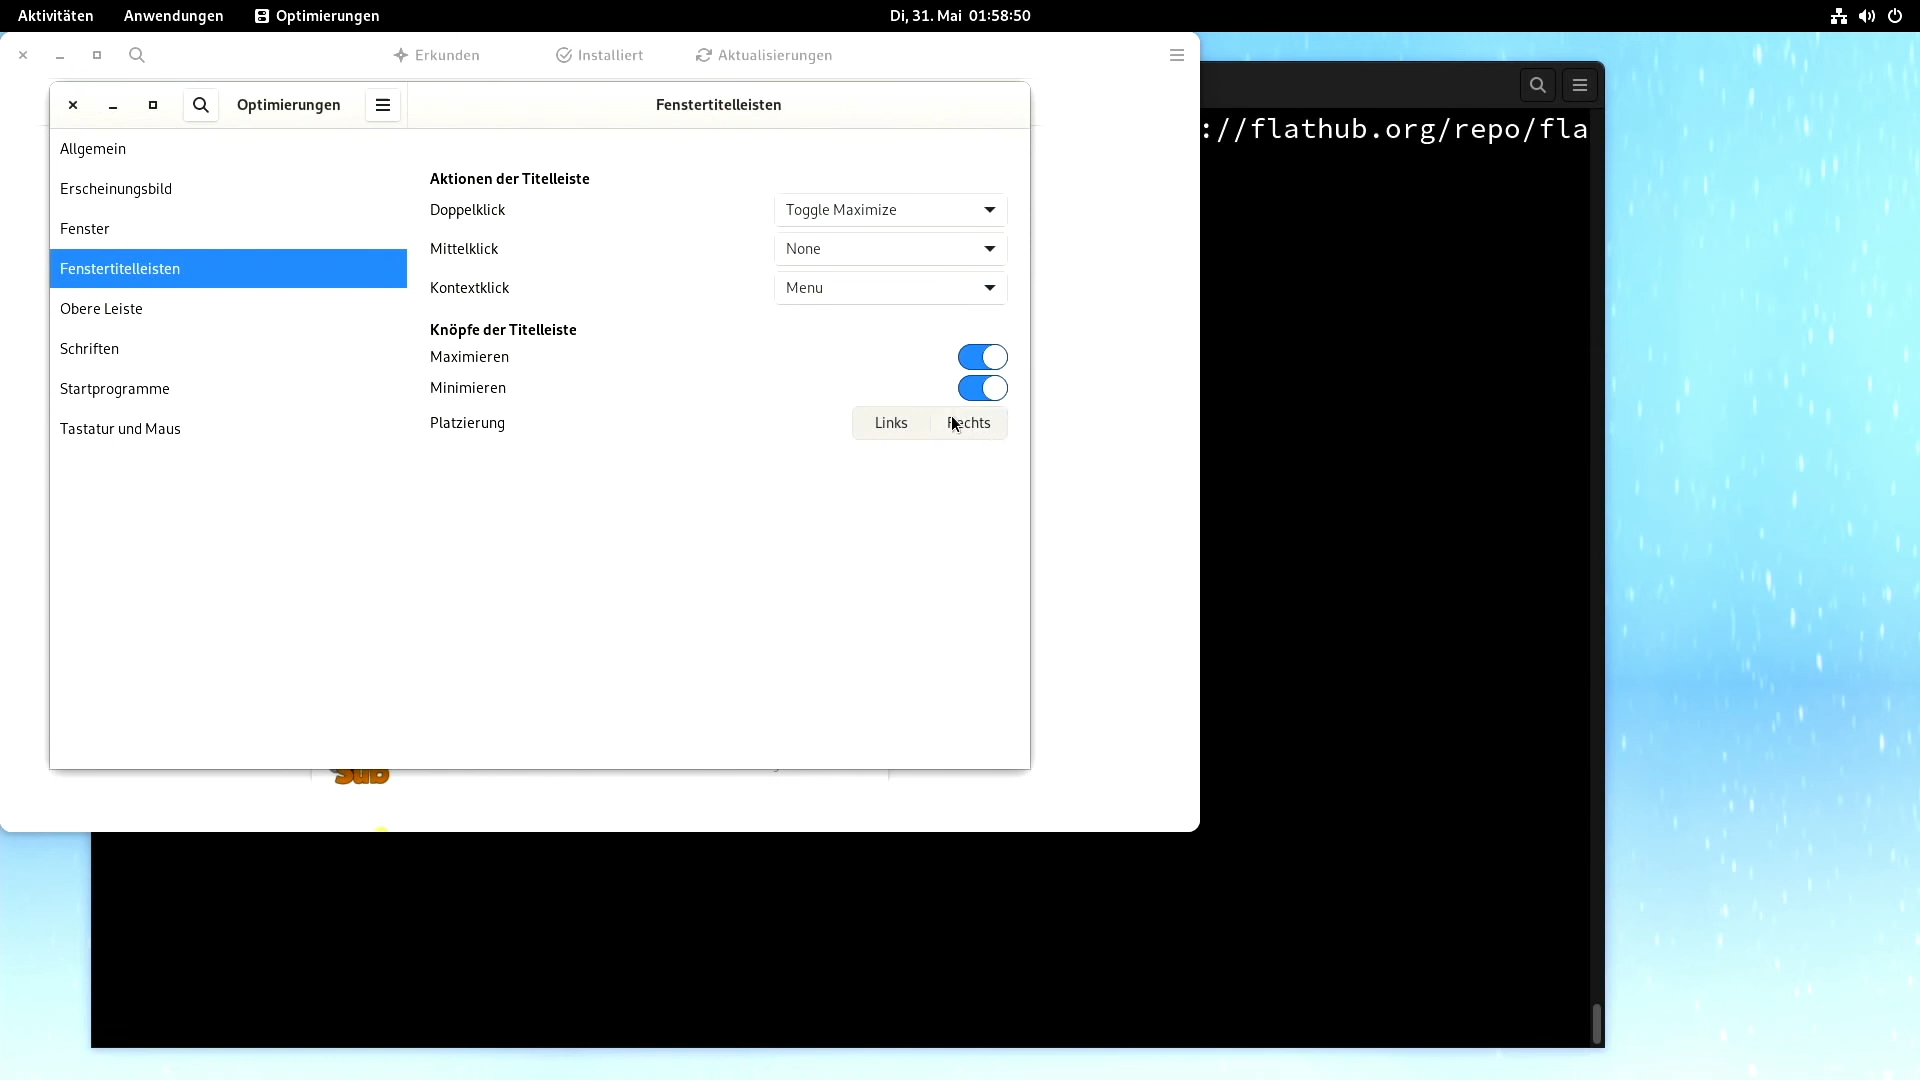 Aktivitäten Anwendungen Optimierungen Di, 31. Mai 01:58:50
Erkunden Installiert Aktualisierungen
Optimierungen Fenstertitelleisten
://flathub.org/repo/fla
Allgemein
Erscheinungsbild
Fenster
Fenstertitelleisten
Obere Leiste
Schriften
Startprogramme
Tastatur und Maus
Aktionen der Titelleiste
Doppelklick Toggle Maximize
Mittelklick None
Kontextklick Menu
Knöpfe der Titelleiste
Maximieren
Minimieren
Platzierung Links Rechts
Sub